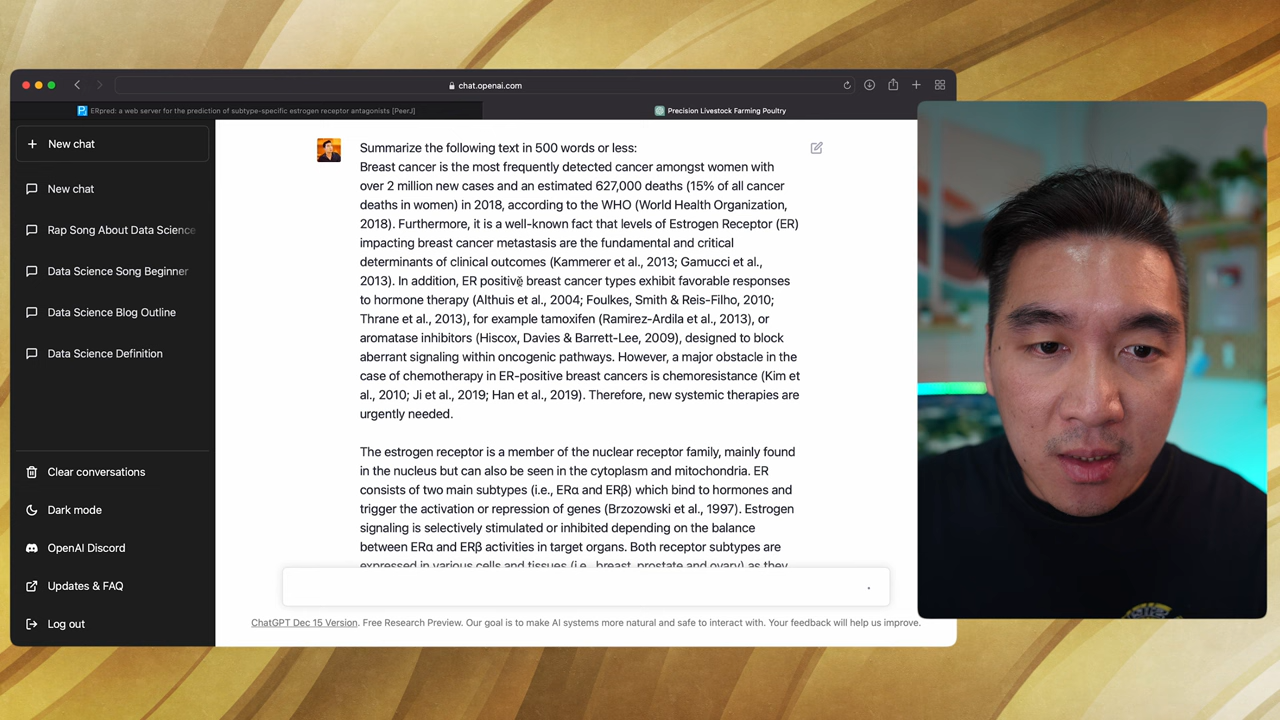 chat.openai.com
ERpred: a web server for the prediction of subtype-specific estrogen receptor antagonists [PeerJ]
Precision Livestock Farming Poultry
New chat
New chat
Rap Song About Data Science
Data Science Song Beginner
Data Science Blog Outline
Data Science Definition
Clear conversations
Dark mode
OpenAI Discord
Updates & FAQ
Log out
Summarize the following text in 500 words or less:
Breast cancer is the most frequently detected cancer amongst women with
over 2 million new cases and an estimated 627,000 deaths (15% of all cancer
deaths in women) in 2018, according to the WHO (World Health Organization,
2018). Furthermore, it is a well-known fact that levels of Estrogen Receptor (ER)
impacting breast cancer metastasis are the fundamental and critical
determinants of clinical outcomes (Kammerer et al., 2013; Gamucci et al.,
2013). In addition, ER positive breast cancer types exhibit favorable responses
to hormone therapy (Althuis et al., 2004; Foulkes, Smith & Reis-Filho, 2010;
Thrane et al., 2013), for example tamoxifen (Ramirez-Ardila et al., 2013), or
aromatase inhibitors (Hiscox, Davies & Barrett-Lee, 2009), designed to block
aberrant signaling within oncogenic pathways. However, a major obstacle in the
case of chemotherapy in ER-positive breast cancers is chemoresistance (Kim et
al., 2010; Ji et al., 2019; Han et al., 2019). Therefore, new systemic therapies are
urgently needed.
The estrogen receptor is a member of the nuclear receptor family, mainly found
in the nucleus but can also be seen in the cytoplasm and mitochondria. ER
consists of two main subtypes (i.e., ERα and ERβ) which bind to hormones and
trigger the activation or repression of genes (Brzozowski et al., 1997). Estrogen
signaling is selectively stimulated or inhibited depending on the balance
between ERα and ERβ activities in target organs. Both receptor subtypes are
expressed in various cells and tissues (i.e., breast, prostate and ovary) as they
ChatGPT Dec 15 Version. Free Research Preview. Our goal is to make AI systems more natural and safe to interact with. Your feedback will help us improve.